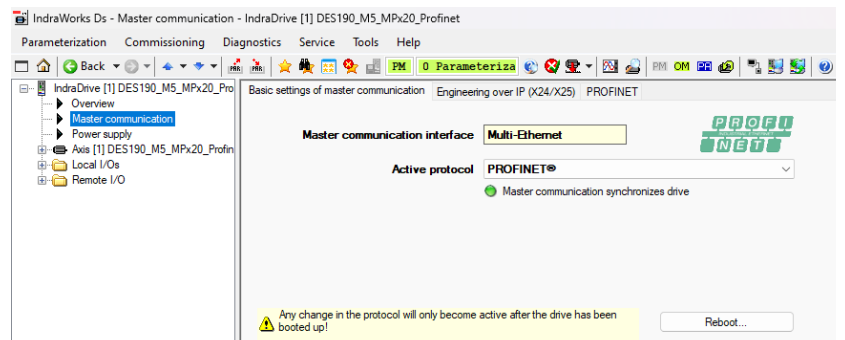 IndraWorks Ds - Master communication - IndraDrive [1] DES190_M5_MPx20_Profinet
Parameterization Commissioning Diagnostics Service Tools Help
Back PM 0 Parameteriza PM OM
IndraDrive [1] DES190_M5_MPx20_Pro
Overview
Master communication
Power supply
Axis [1] DES190_M5_MPx20_Profin
Local I/Os
Remote I/O
Basic settings of master communication Engineering over IP (X24/X25) PROFINET
Master communication interface Multi-Ethernet
PROFI
NET
Active protocol PROFINET®
Master communication synchronizes drive
Any change in the protocol will only become active after the drive has been
booted up!
Reboot...